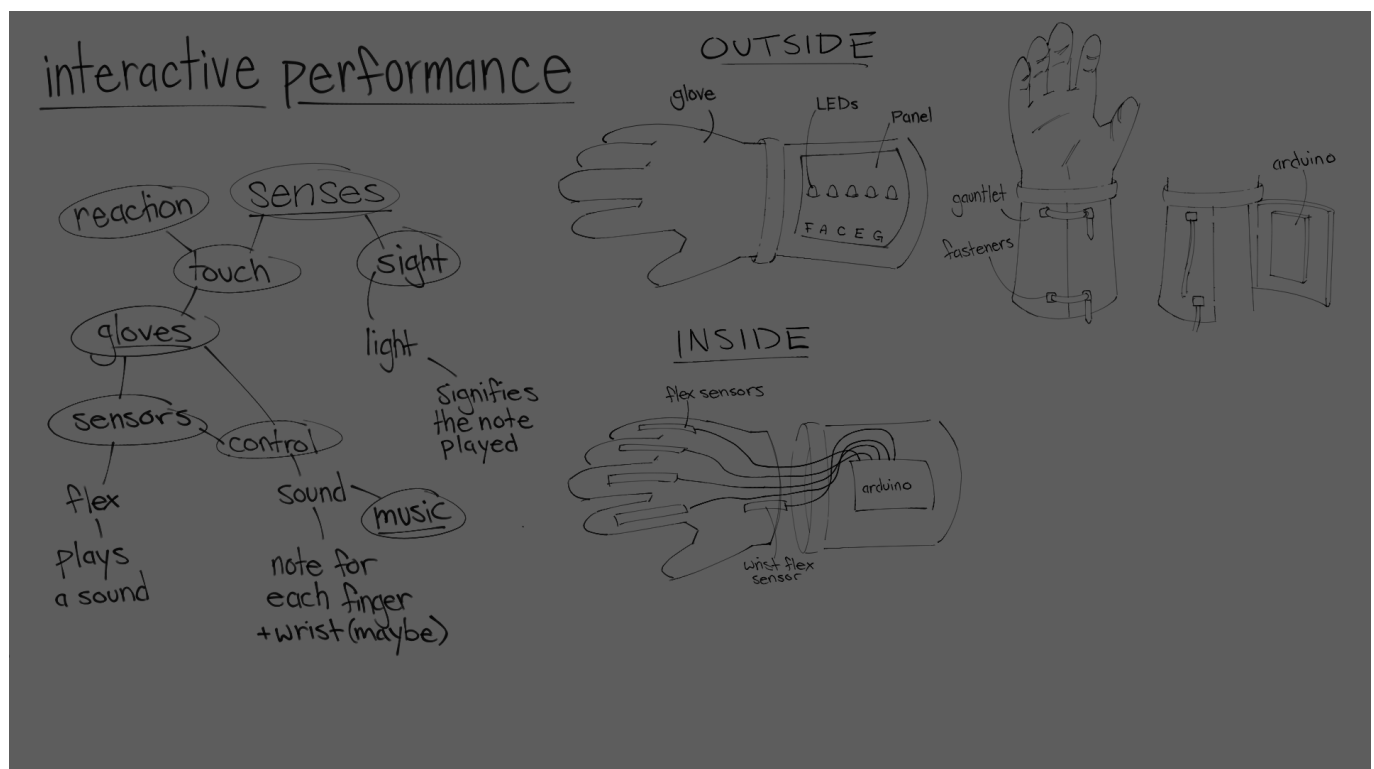 interactive performance
reaction
senses
touch
sight
gloves
light
signifies
the note
played
sensors
control
flex
plays
a sound
sound
music
note for
each finger
+wrist (maybe)
OUTSIDE
glove
LEDs
Panel
F A C E G
gauntlet
fasteners
arduino
INSIDE
flex sensors
arduino
wrist flex
sensor